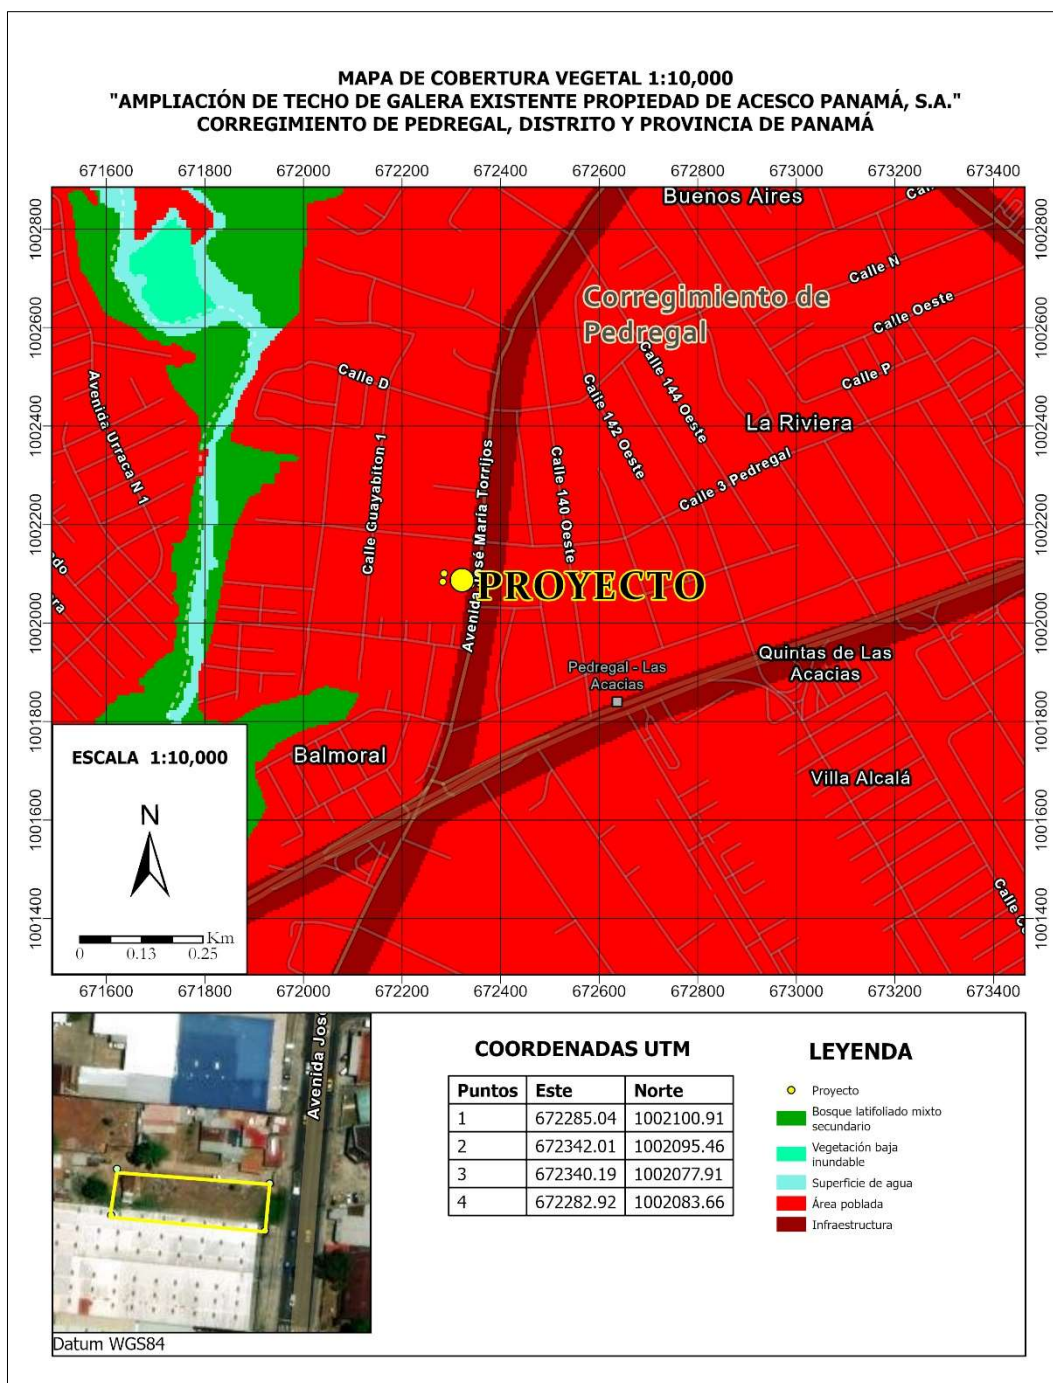 MAPA DE COBERTURA VEGETAL 1:10,000
"AMPLIACIÓN DE TECHO DE GALERA EXISTENTE PROPIEDAD DE ACESCO PANAMÁ, S.A."
CORREGIMIENTO DE PEDREGAL, DISTRITO Y PROVINCIA DE PANAMÁ
671600 671800 672000 672200 672400 672600 672800 673000 673200 673400
1002800
1002600
1002400
1002200
1002000
1001800
1001600
1001400
1002800
1002600
1002400
1002200
1002000
1001800
1001600
1001400
Buenos Aires
Calle N
Corregimiento de
Pedregal
Calle Oeste
Calle 144 Oeste
Calle D
Calle P
Avenida Urraca N 1
Calle 142 Oeste
La Riviera
Calle Guayabiton 1
Avenida José María Torrijos
Calle 140 Oeste
Calle 3 Pedregal
PROYECTO
Pedregal - Las
Acacias
Quintas de Las
Acacias
Balmoral
Villa Alcalá
ESCALA 1:10,000
N
Km
0 0.13 0.25
671600 671800 672000 672200 672400 672600 672800 673000 673200 673400
Avenida José
COORDENADAS UTM
Puntos Este Norte
1 672285.04 1002100.91
2 672342.01 1002095.46
3 672340.19 1002077.91
4 672282.92 1002083.66
LEYENDA
Proyecto
Bosque latifoliado mixto
secundario
Vegetación baja
inundable
Superficie de agua
Área poblada
Infraestructura
Datum WGS84